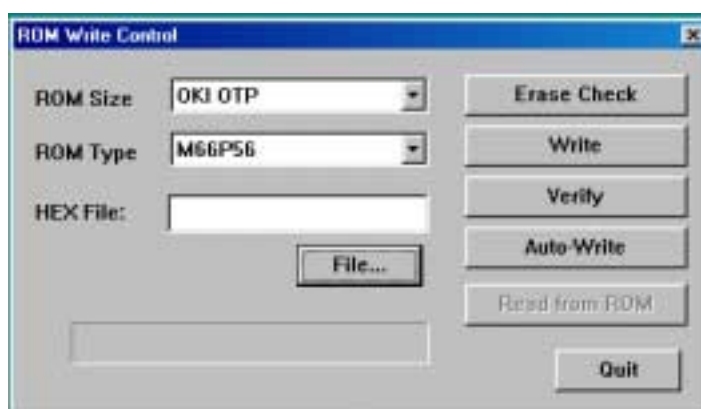 ROM Write Control
ROM Size OKI OTP
ROM Type M66P56
HEX File:
File...
Erase Check
Write
Verify
Auto-Write
Read from ROM
Quit